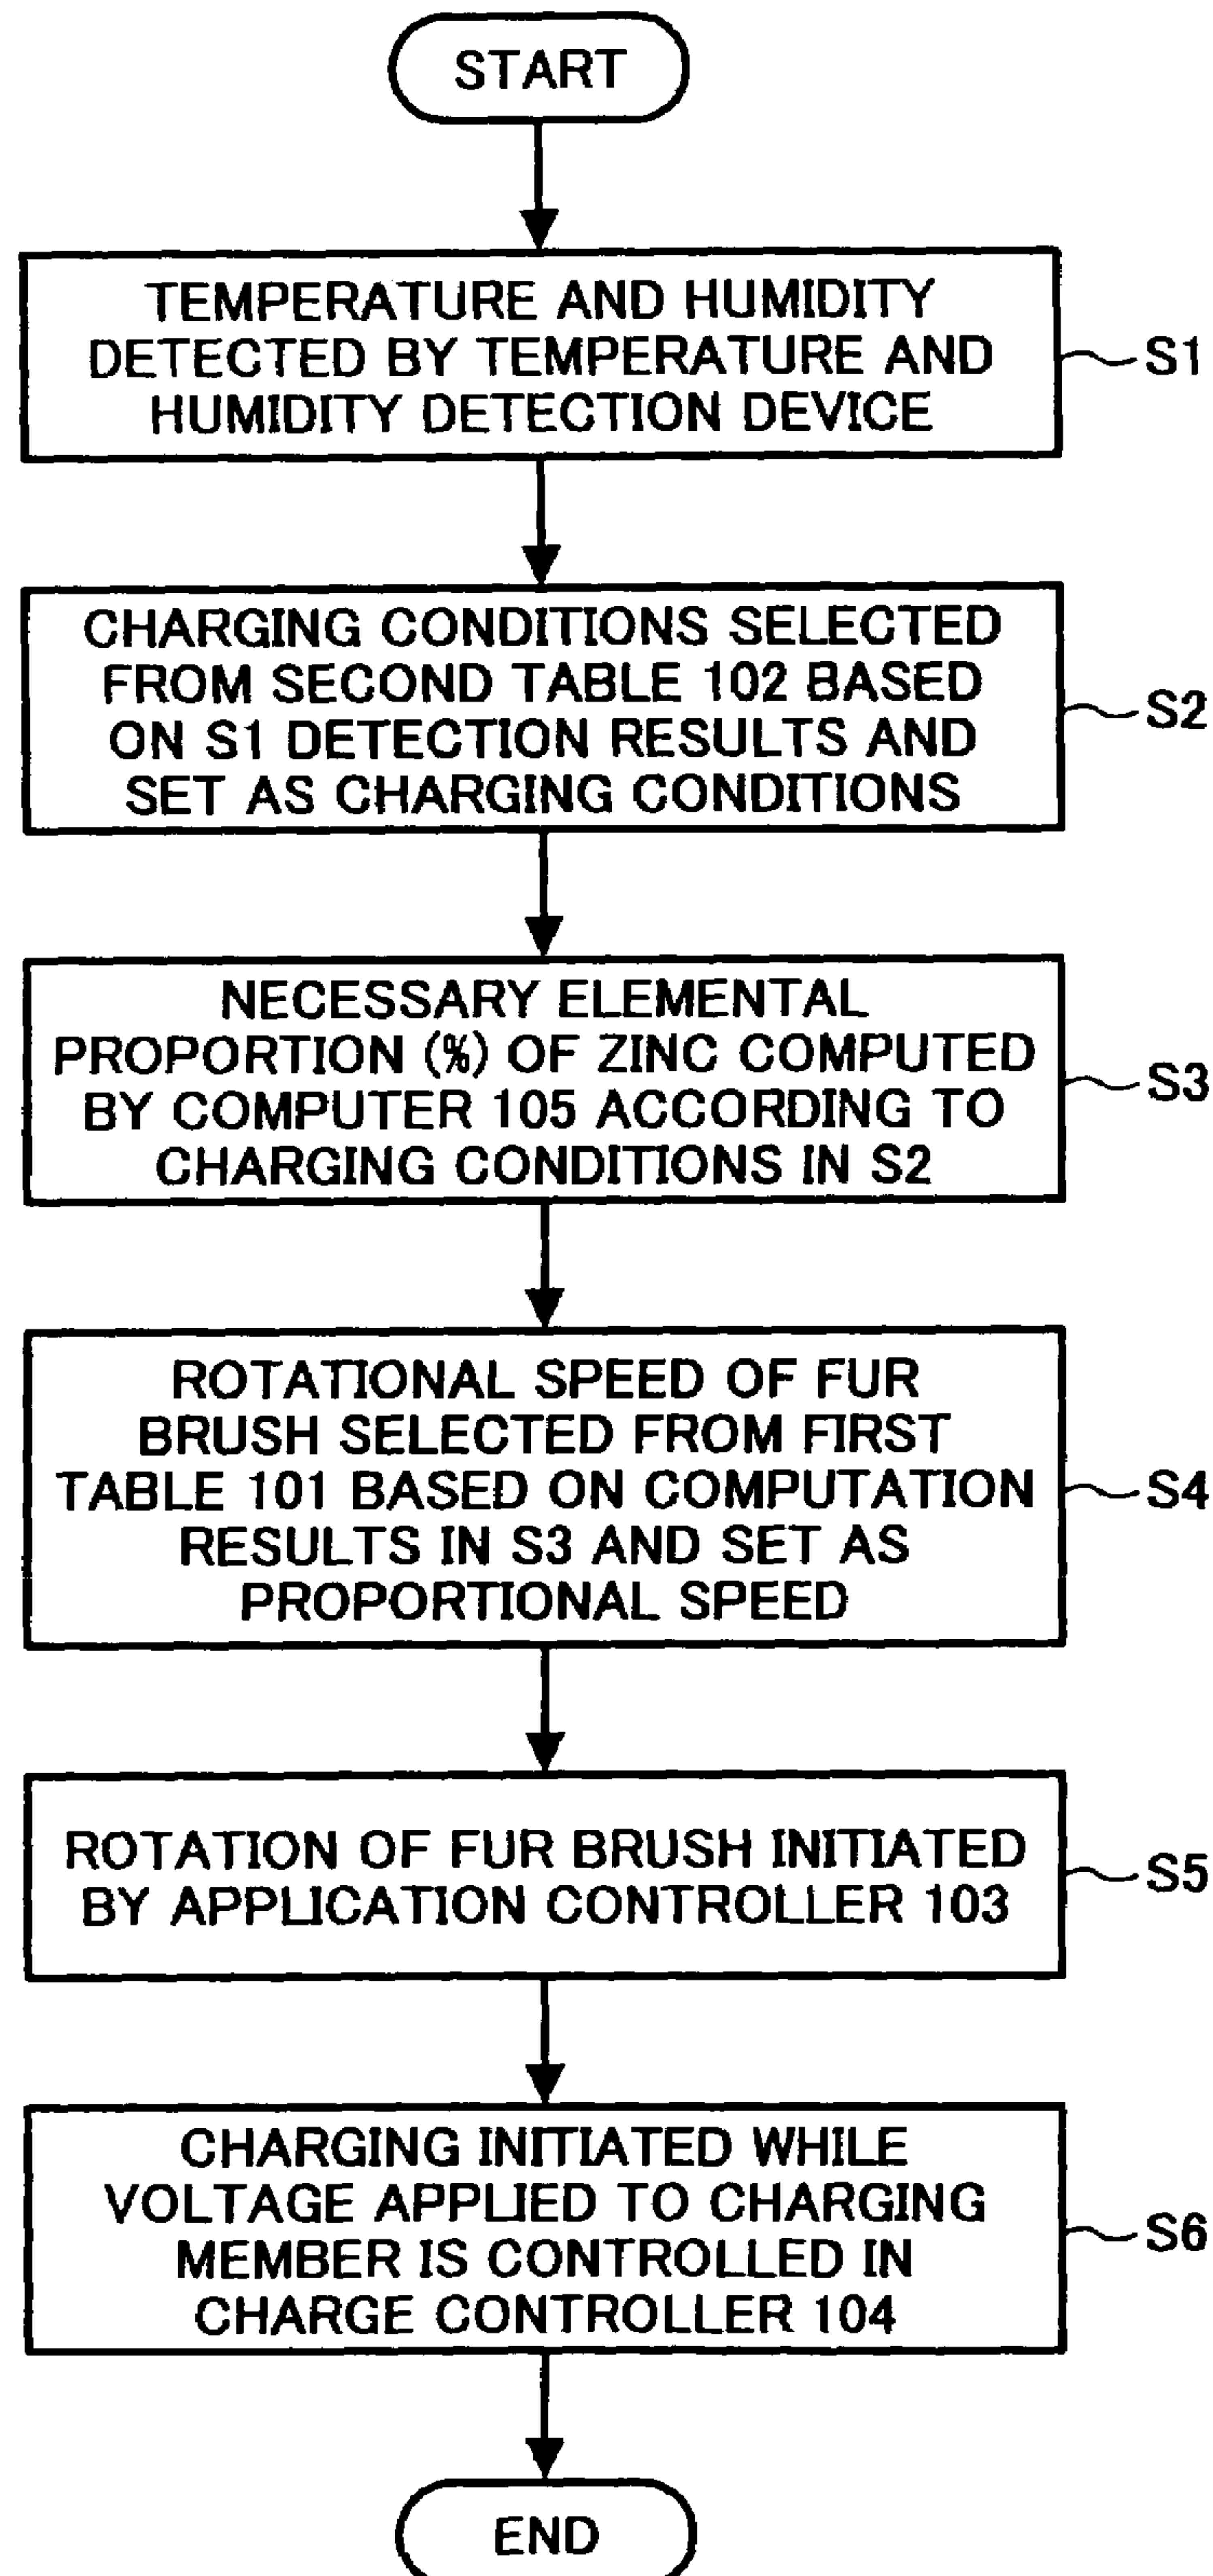 START
TEMPERATURE AND HUMIDITY
DETECTED BY TEMPERATURE AND
HUMIDITY DETECTION DEVICE
S1
CHARGING CONDITIONS SELECTED
FROM SECOND TABLE 102 BASED
ON S1 DETECTION RESULTS AND
SET AS CHARGING CONDITIONS
S2
NECESSARY ELEMENTAL
PROPORTION (%) OF ZINC COMPUTED
BY COMPUTER 105 ACCORDING TO
CHARGING CONDITIONS IN S2
S3
ROTATIONAL SPEED OF FUR
BRUSH SELECTED FROM FIRST
TABLE 101 BASED ON COMPUTATION
RESULTS IN S3 AND SET AS
PROPORTIONAL SPEED
S4
ROTATION OF FUR BRUSH INITIATED
BY APPLICATION CONTROLLER 103
S5
CHARGING INITIATED WHILE
VOLTAGE APPLIED TO CHARGING
MEMBER IS CONTROLLED IN
CHARGE CONTROLLER 104
S6
END